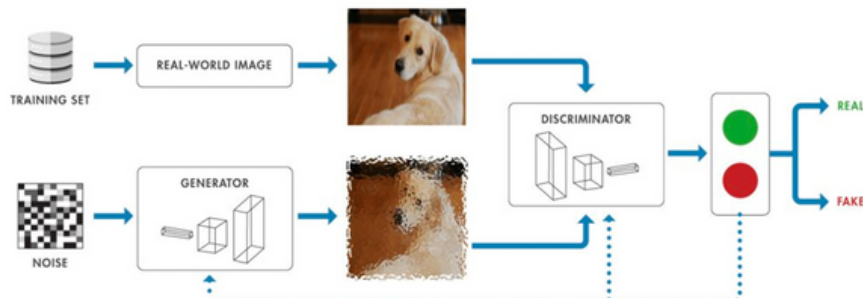 TRAINING SET
REAL-WORLD IMAGE
DISCRIMINATOR
REAL
FAKE
GENERATOR
NOISE